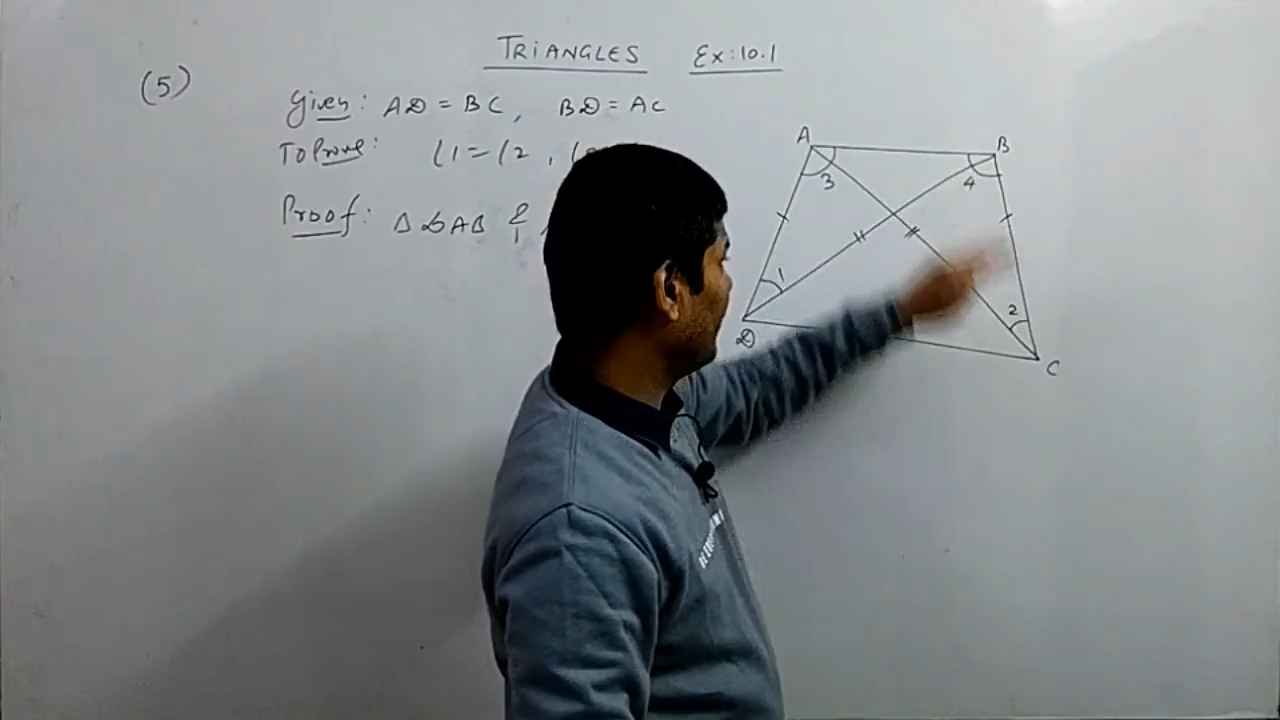 TRIANGLES Ex:10.1
(5)
Given: AD = BC, BD = AC
To Prove: ∠1 = ∠2,
Proof: Δ DAB &
A
B
3
4
1
2
D
C